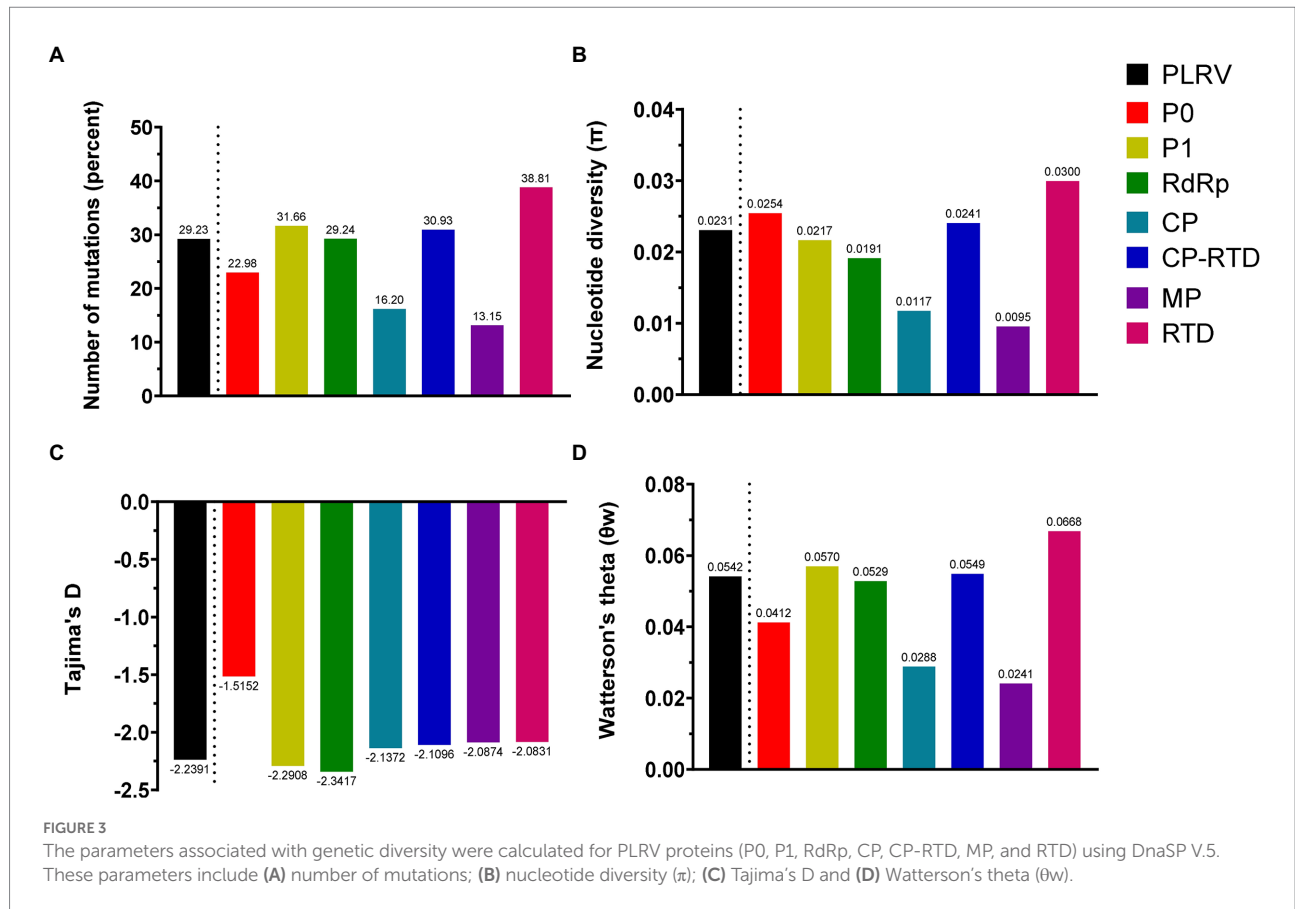 A
Number of mutations (percent)
50
40
30
20
10
0
29.23
22.98
31.66
29.24
16.20
30.93
13.15
38.81
B
Nucleotide diversity (π)
0.04
0.03
0.02
0.01
0.00
0.0231
0.0254
0.0217
0.0191
0.0117
0.0241
0.0095
0.0300
PLRV
P0
P1
RdRp
CP
CP-RTD
MP
RTD
C
Tajima's D
0.0
-0.5
-1.0
-1.5
-2.0
-2.5
-2.2391
-1.5152
-2.2908
-2.3417
-2.1372
-2.1096
-2.0874
-2.0831
D
Watterson's theta (θw)
0.08
0.06
0.04
0.02
0.00
0.0542
0.0412
0.0570
0.0529
0.0288
0.0549
0.0241
0.0668
FIGURE 3
The parameters associated with genetic diversity were calculated for PLRV proteins (P0, P1, RdRp, CP, CP-RTD, MP, and RTD) using DnaSP V.5.
These parameters include (A) number of mutations; (B) nucleotide diversity (π); (C) Tajima's D and (D) Watterson's theta (θw).